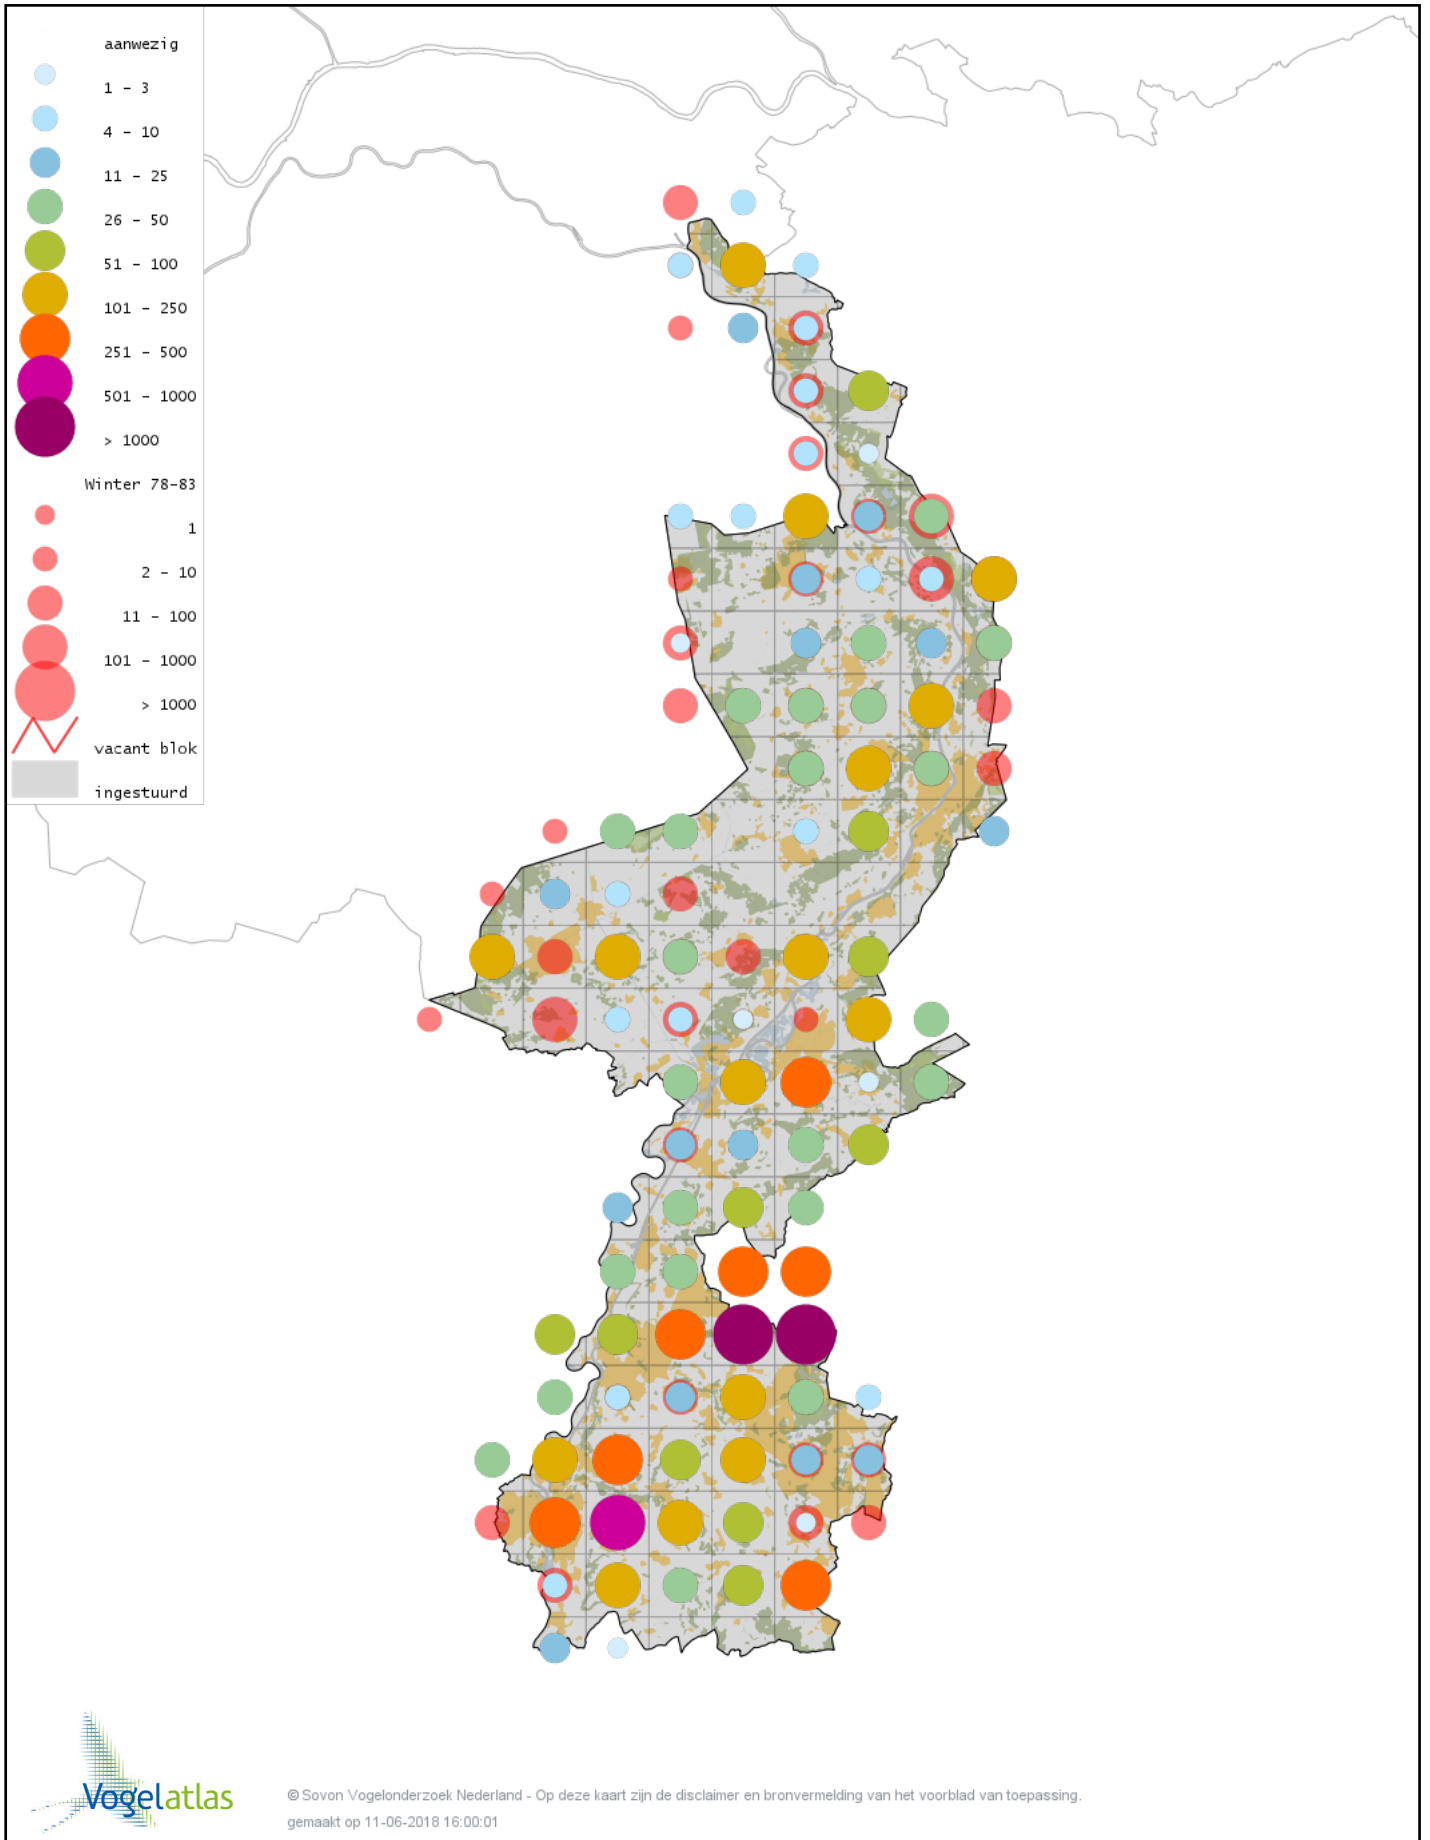 aanwezig
1 - 3
4 - 10
11 - 25
26 - 50
51 - 100
101 - 250
251 - 500
501 - 1000
> 1000
Winter 78-83
1
2 - 10
11 - 100
101 - 1000
> 1000
vacant blok
ingestuurd
Vogelatlas
© Sovon Vogelonderzoek Nederland - Op deze kaart zijn de disclaimer en bronvermelding van het voorblad van toepassing.
gemaakt op 11-06-2018 16:00:01